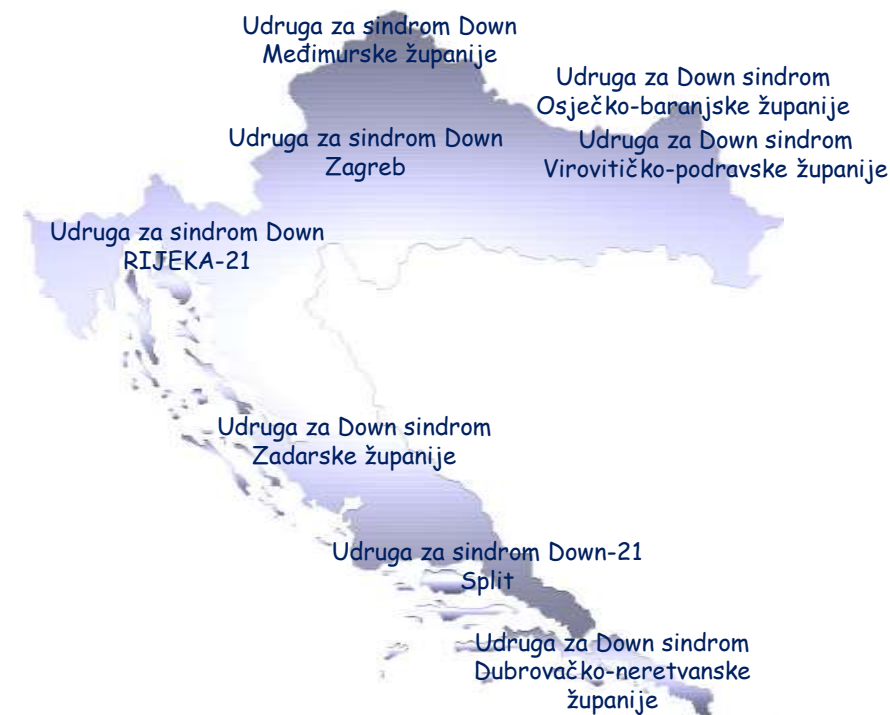 Udruga za sindrom Down
Međimurske županije
Udruga za Down sindrom
Osječko-baranjske županije
Udruga za sindrom Down
Zagreb
Udruga za Down sindrom
Virovitičko-podravske županije
Udruga za sindrom Down
RIJEKA-21
Udruga za Down sindrom
Zadarske županije
Udruga za sindrom Down-21
Split
Udruga za Down sindrom
Dubrovačko-neretvanske
županije